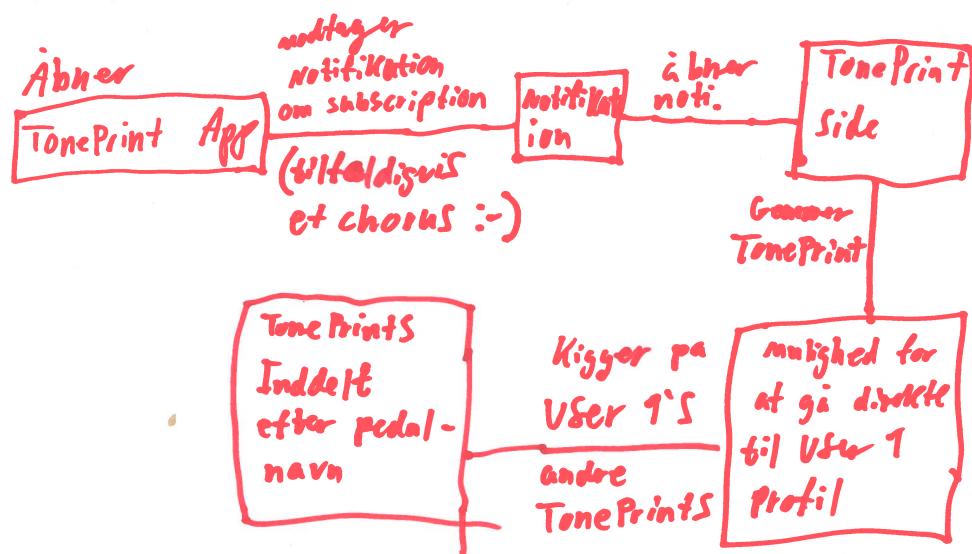 Åbner
TonePrint App
modtager
Notifikation
om subscription
(tilfældigvis
et chorus :-)
Notifikat
ion
åbner
noti.
TonePrint
side
Gemmer
TonePrint
mulighed for
at gå direkte
til User 1
Profil
Kigger på
User 1's
andre
TonePrints
TonePrints
Inddelt
efter pedal-
navn